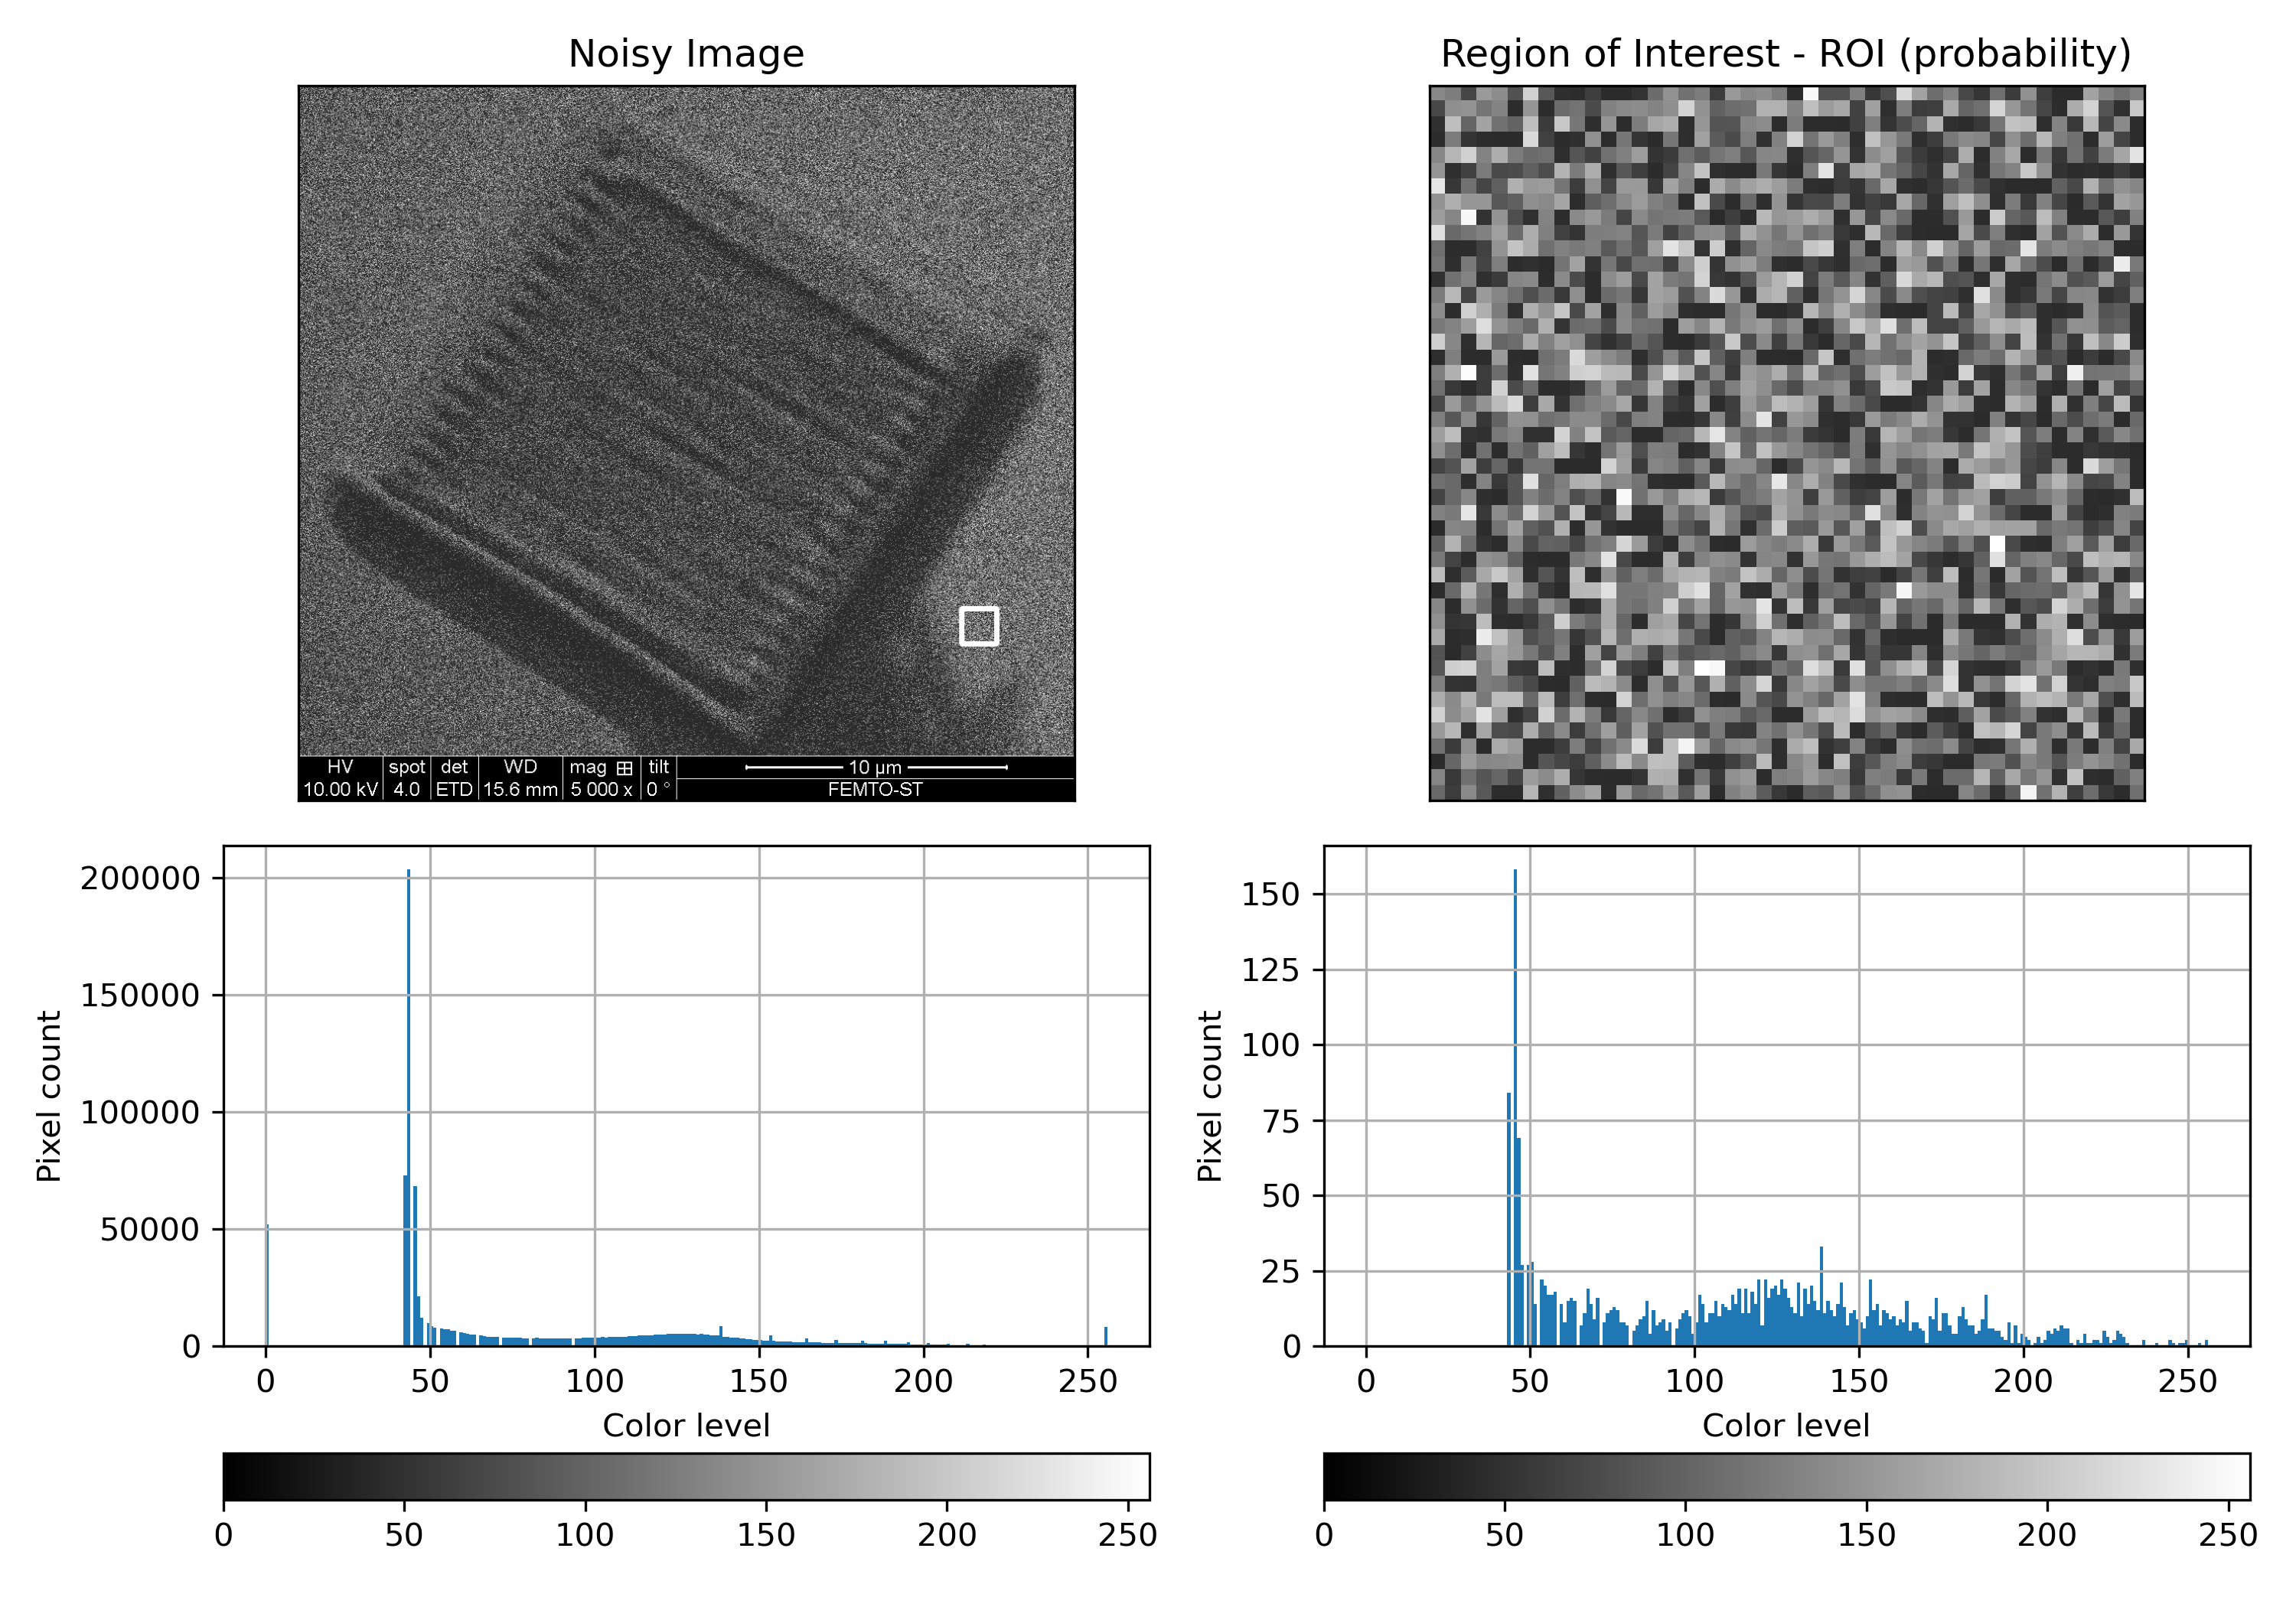 Noisy Image
Region of Interest - ROI (probability)
HV spot det WD mag tilt 10 µm
10.00 kV 4.0 ETD 15.6 mm 5 000 x 0 ° FEMTO-ST
200000
150000
100000
50000
0
Pixel count
0 50 100 150 200 250
Color level
0 50 100 150 200 250
150
125
100
75
50
25
0
Pixel count
0 50 100 150 200 250
Color level
0 50 100 150 200 250